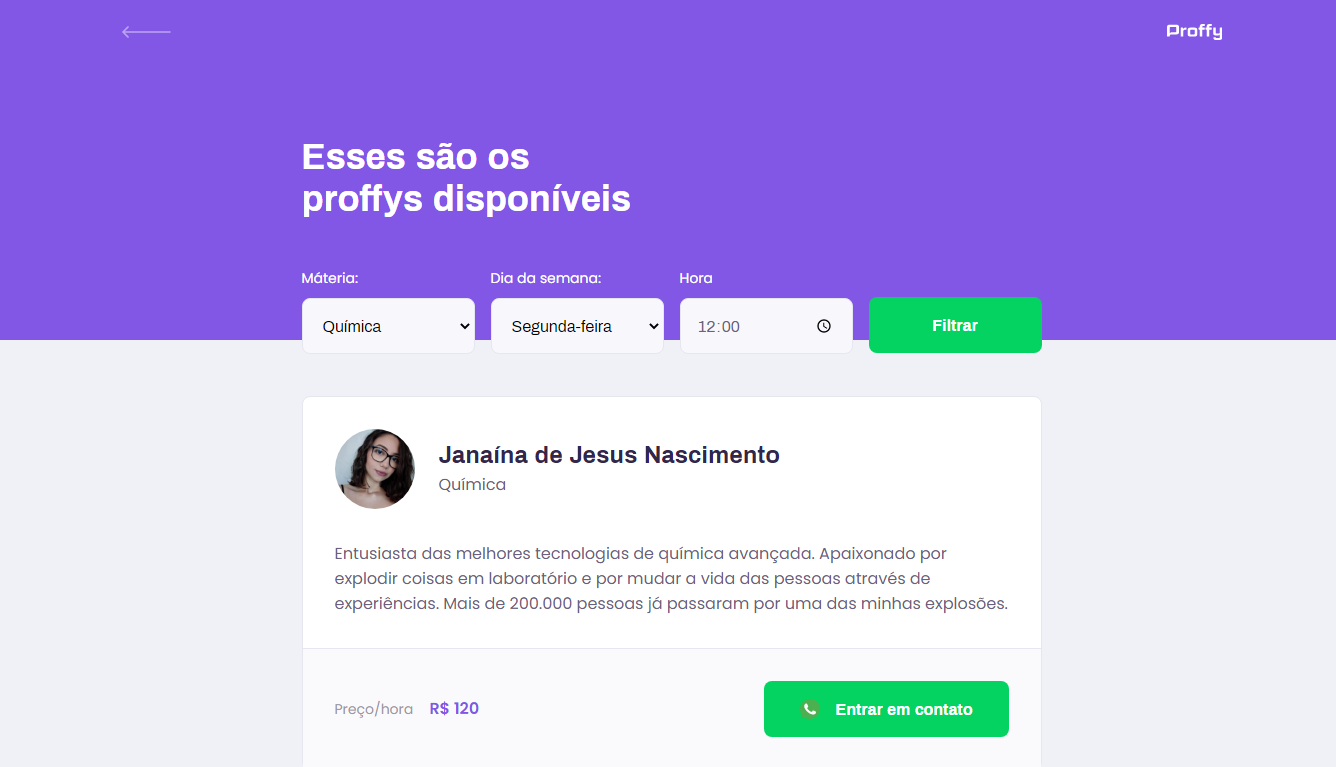 Proffy
Esses são os
proffys disponíveis
Máteria:
Dia da semana:
Hora
Química
Segunda-feira
12:00
Filtrar
Janaína de Jesus Nascimento
Química
Entusiasta das melhores tecnologias de química avançada. Apaixonado por
explodir coisas em laboratório e por mudar a vida das pessoas através de
experiências. Mais de 200.000 pessoas já passaram por uma das minhas explosões.
Preço/hora R$ 120
Entrar em contato